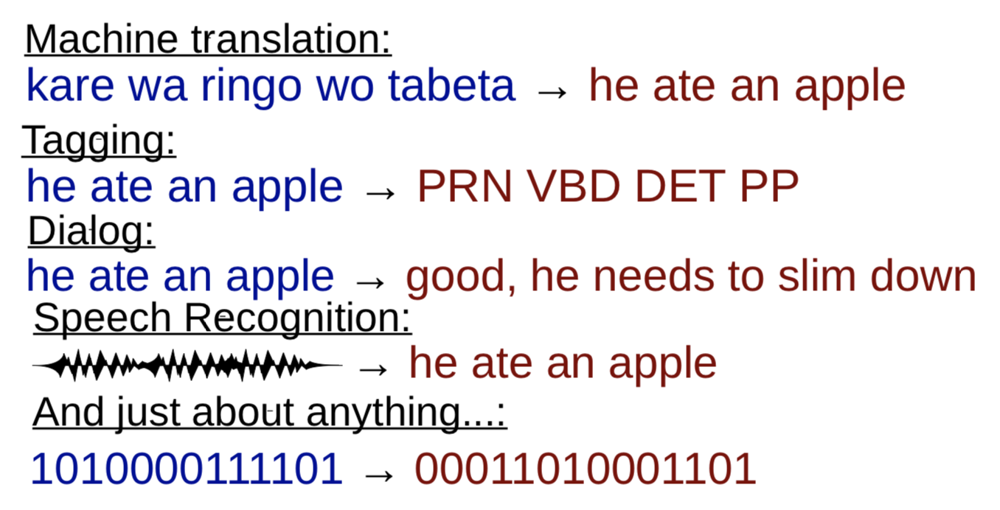 Machine translation:
kare wa ringo wo tabeta → he ate an apple
Tagging:
he ate an apple → PRN VBD DET PP
Dialog:
he ate an apple → good, he needs to slim down
Speech Recognition:
→ he ate an apple
And just about anything...:
1010000111101 → 00011010001101